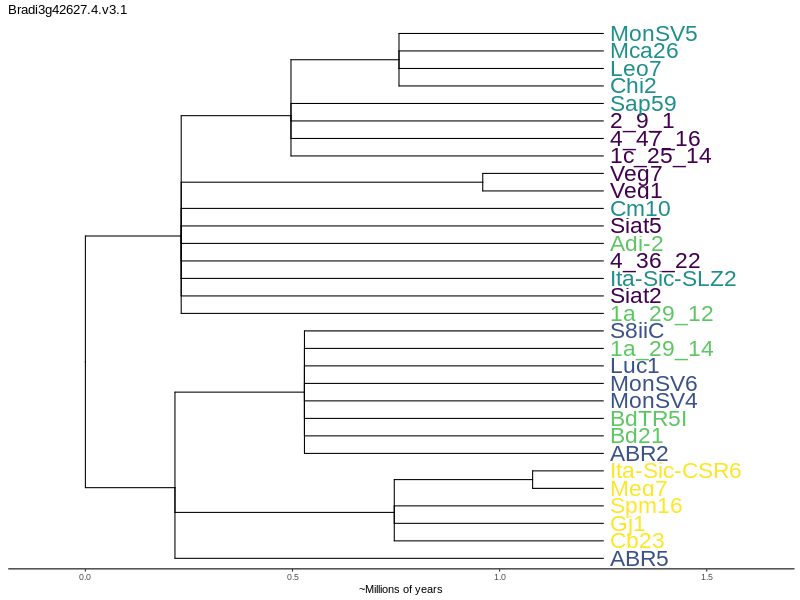 Bradi3g42627.4.v3.1
MonSV5
Mca26
Leo7
Chi2
Sap59
2_9_1
4_47_16
1c_25_14
Veg7
Veg1
Cm10
Siat5
Adi-2
4_36_22
Ita-Sic-SLZ2
Siat2
1a_29_12
S8iiC
1a_29_14
Luc1
MonSV6
MonSV4
BdTR5I
Bd21
ABR2
Ita-Sic-CSR6
Meg7
Spm16
Gj1
Cb23
ABR5
0.0 0.5 1.0 1.5
~Millions of years